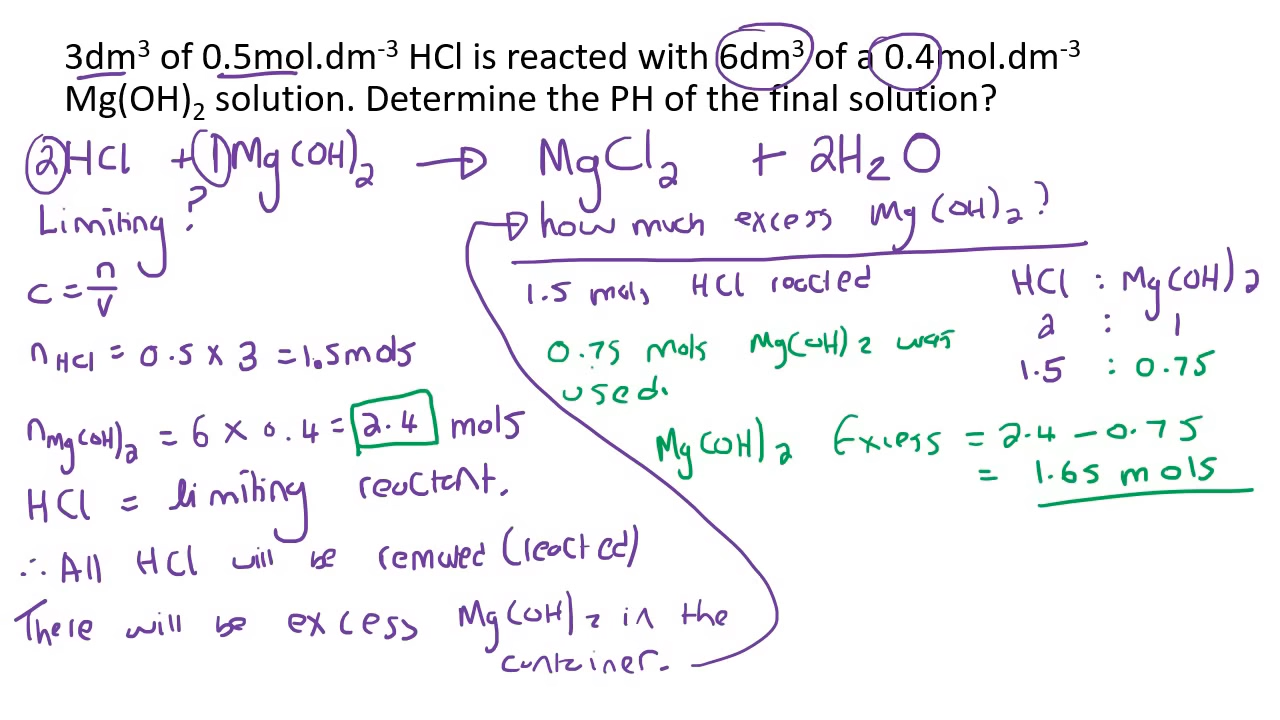 3dm³ of 0.5mol.dm⁻³ HCl is reacted with 6dm³ of a 0.4mol.dm⁻³
Mg(OH)₂ solution. Determine the PH of the final solution?
2HCl + (1)Mg(OH)₂ → MgCl₂ + 2H₂O
Limiting?
c = n/v
nHCl = 0.5 × 3 = 1.5mols
nMg(OH)₂ = 6 × 0.4 = 2.4 mols
HCl = limiting reactant.
∴ All HCl will be removed (reacted)
There will be excess Mg(OH)₂ in the
container.
→ how much excess Mg(OH)₂?
1.5 mols HCl reacted
0.75 mols Mg(OH)₂ was
used.
HCl : Mg(OH)₂
2 : 1
1.5 : 0.75
Mg(OH)₂ Excess = 2.4 - 0.75
= 1.65 mols